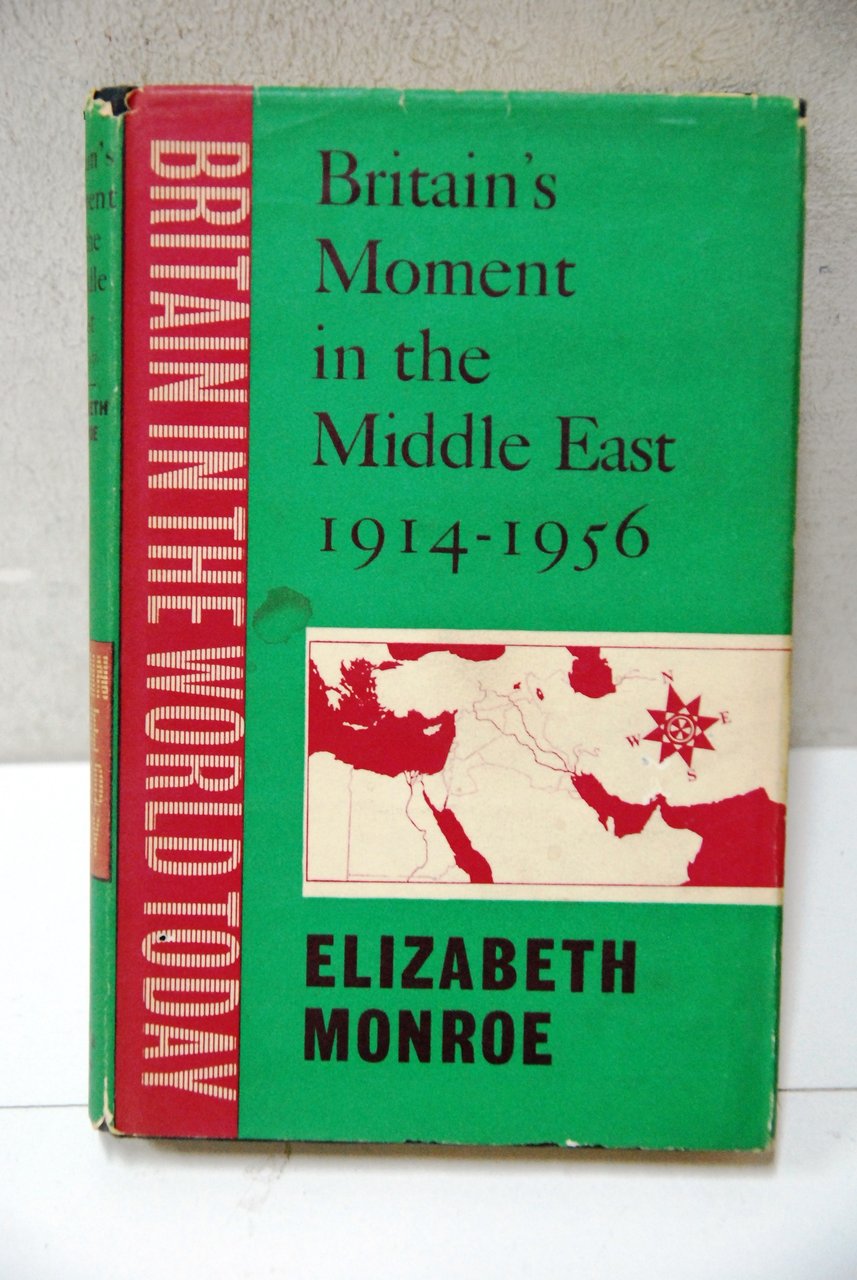 Britain's
Moment
in the
Middle East
1914-1956
BRITAIN IN THE WORLD TODAY
N
W
E
S
ELIZABETH
MONROE